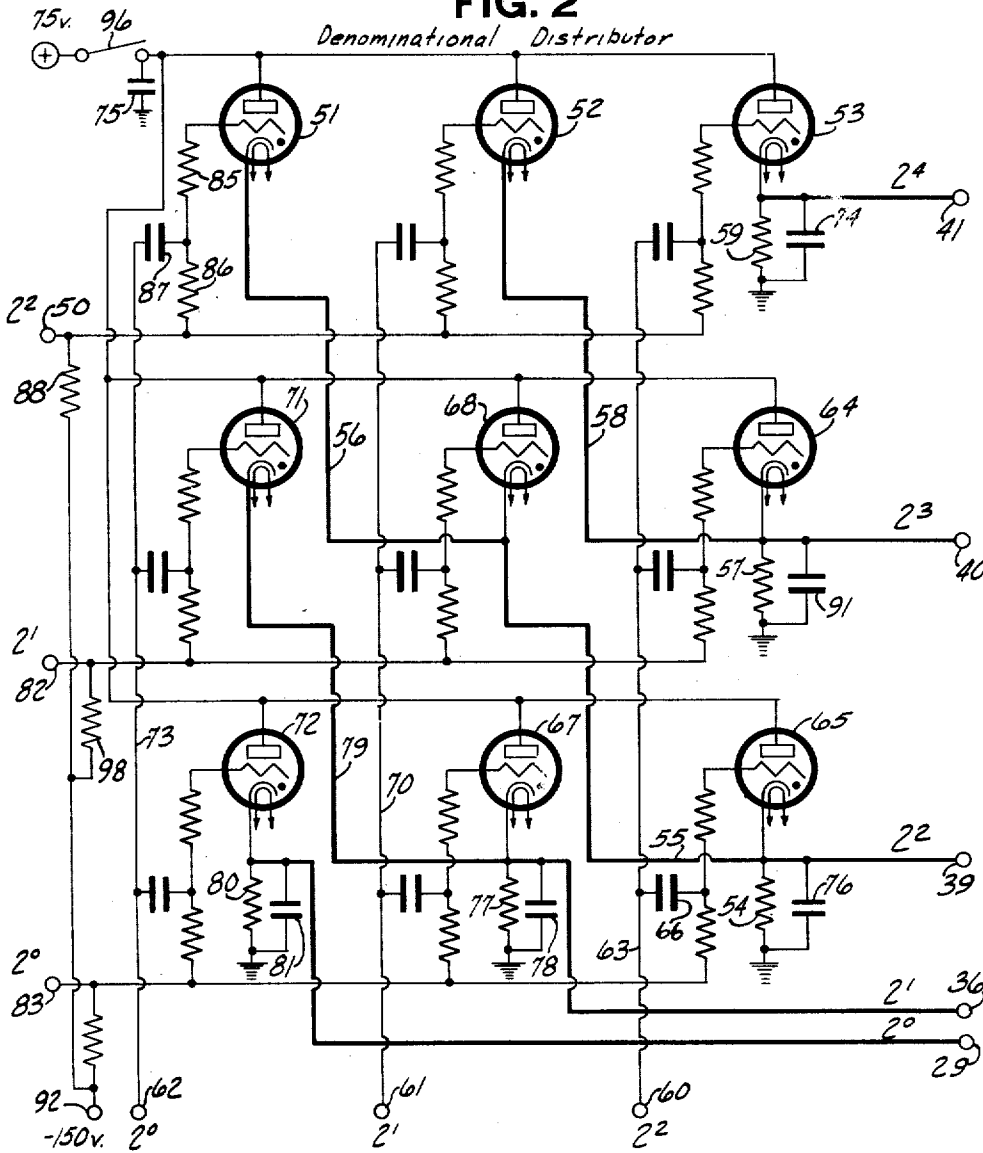 FIG. 2
75v. 96
Denominational Distributor
75 51 52 53
85
2⁴
59 74 41
87 86
2² 50
88
71 68 64
56 58
2³
57 91 40
2¹
82
98 73 72 79 70 67 65
55 2²
39
80 81 77 78 63 66 54 76
2⁰
83
2¹ 36
2⁰
29
92 62 61 60
-150v. 2⁰ 2¹ 2²